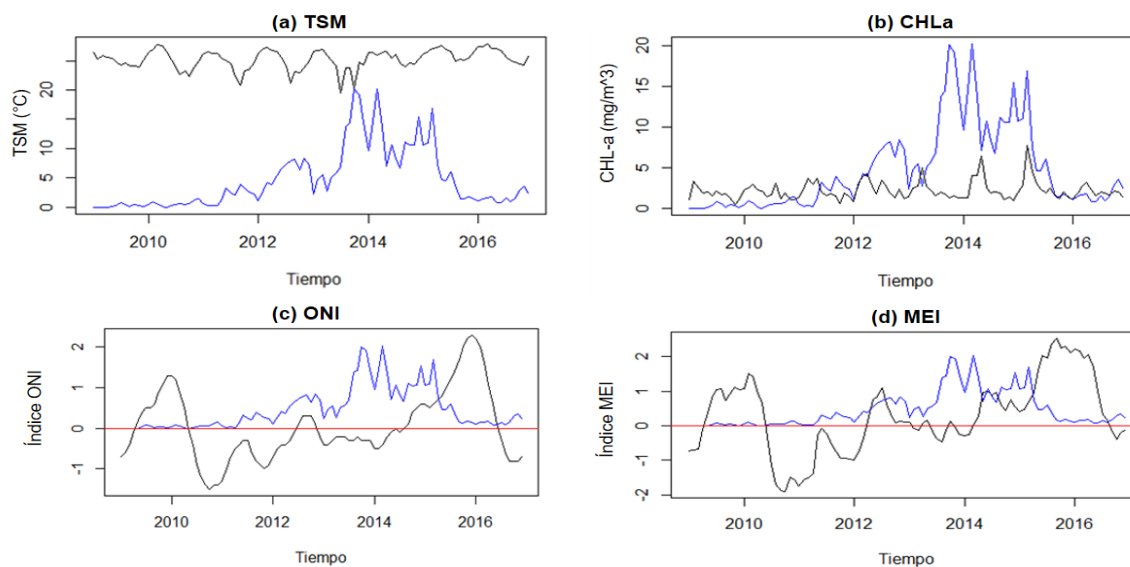 (a) TSM
TSM (°C)
20
10
5
0
2010 2012 2014 2016
Tiempo
(b) CHLa
CHL-a (mg/m^3)
20
15
10
5
0
2010 2012 2014 2016
Tiempo
(c) ONI
Índice ONI
2
1
0
-1
2010 2012 2014 2016
Tiempo
(d) MEI
Índice MEI
2
1
0
-1
-2
2010 2012 2014 2016
Tiempo